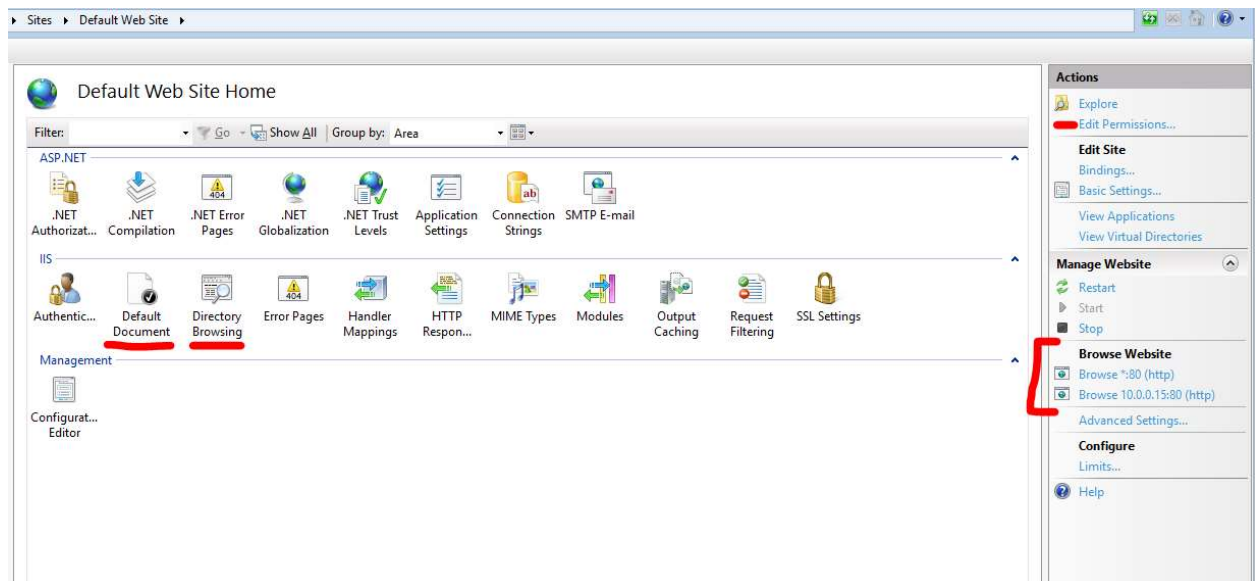 Sites Default Web Site
Default Web Site Home
Filter: Go Show All Group by: Area
ASP.NET
.NET Authorizat...
.NET Compilation
.NET Error Pages
.NET Globalization
.NET Trust Levels
Application Settings
Connection Strings
SMTP E-mail
IIS
Authentic...
Default Document
Directory Browsing
Error Pages
Handler Mappings
HTTP Respon...
MIME Types
Modules
Output Caching
Request Filtering
SSL Settings
Management
Configurat... Editor
Actions
Explore
Edit Permissions...
Edit Site
Bindings...
Basic Settings...
View Applications
View Virtual Directories
Manage Website
Restart
Start
Stop
Browse Website
Browse *:80 (http)
Browse 10.0.0.15:80 (http)
Advanced Settings...
Configure
Limits...
Help